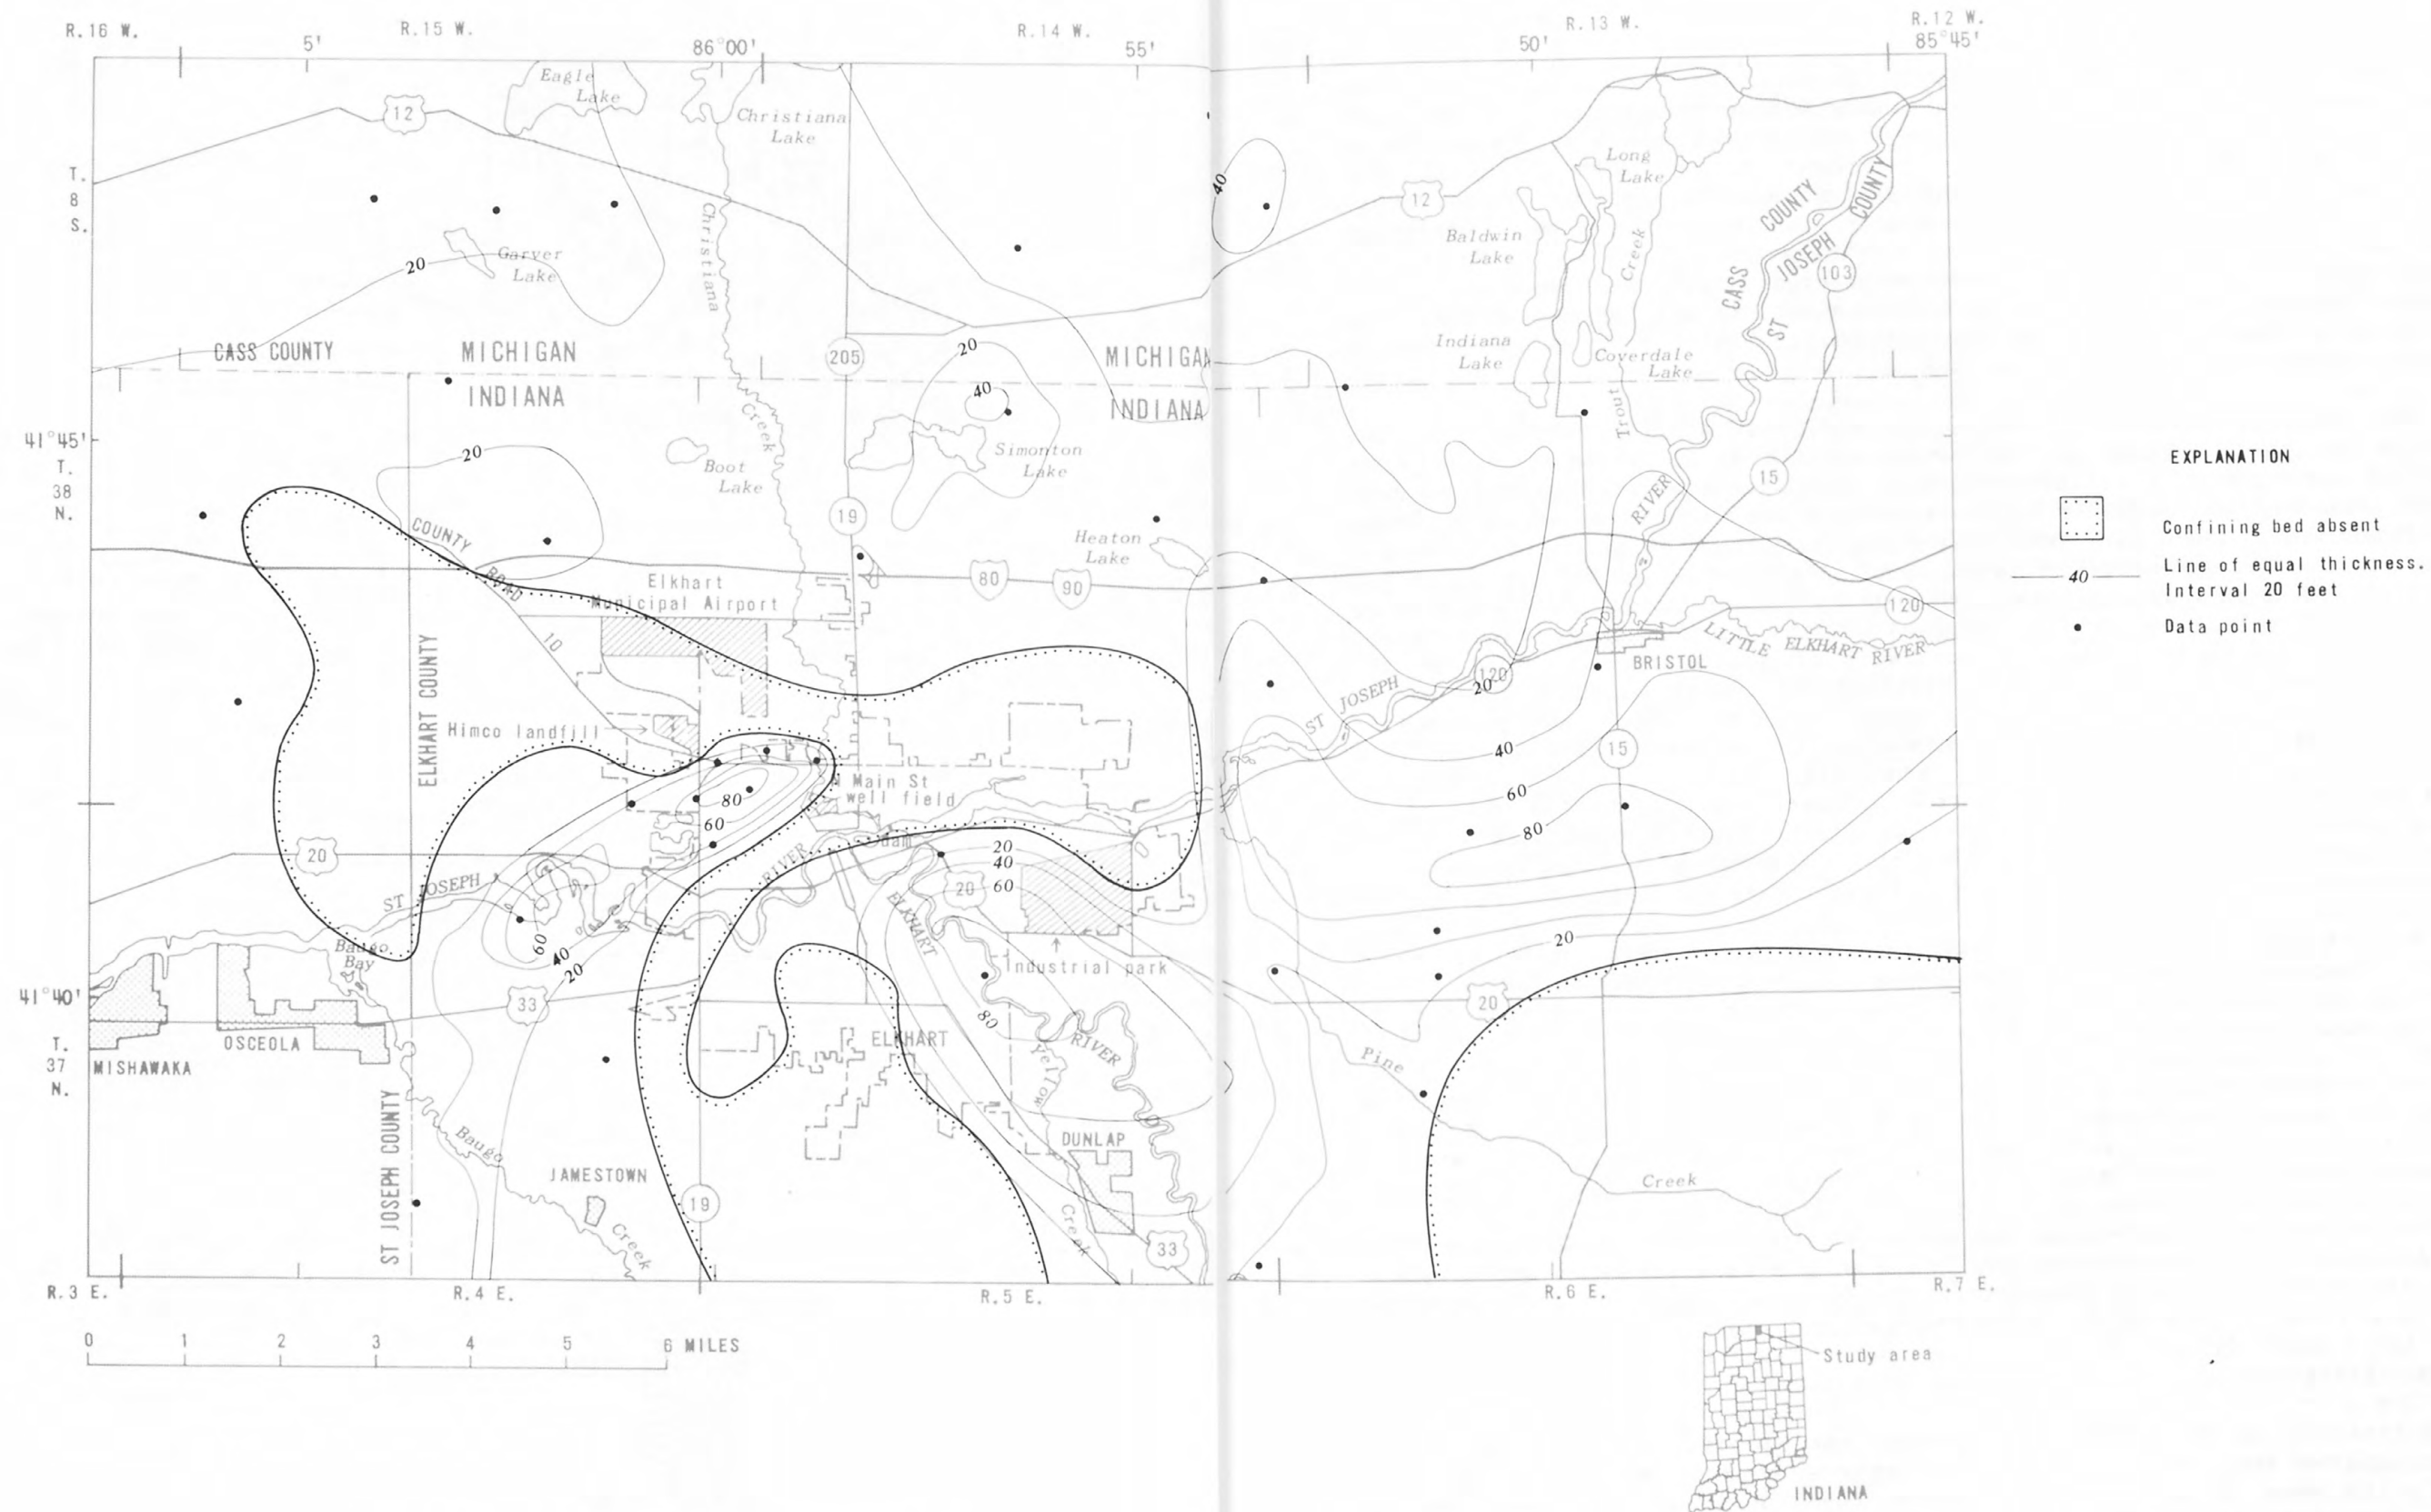 R.16 W.
5'
R.15 W.
86°00'
R.14 W.
55'
50'
R.13 W.
R.12 W.
85°45'
Eagle
Lake
12
Christiana
Lake
T.
8
S.
Christiana
Creek
Garver
Lake
20
40
12
Long
Lake
Baldwin
Lake
Creek
COUNTY
COUNTY
CASS
ST
JOSEPH
103
CASS COUNTY
MICHIGAN
INDIANA
205
20
40
MICHIGAN
INDIANA
Indiana
Lake
Coverdale
Lake
Trout
41°45'
T.
38
N.
20
Boot
Lake
Simonton
Lake
15
RIVER
EXPLANATION
Confining bed absent
40
Line of equal thickness.
Interval 20 feet
Data point
COUNTY
ROAD
10
19
Heaton
Lake
80
90
Elkhart
Municipal Airport
120
LITTLE ELKHART RIVER
BRISTOL
ELKHART COUNTY
Himco landfill
ST JOSEPH
120
20
40
15
60
80
Main St
well field
80
60
20
RIVER
dam
20
40
60
20
ST JOSEPH
ELKHART
Baugo
Bay
60
40
20
Industrial park
20
41°40'
33
20
T.
37
N.
MISHAWAKA
OSCEOLA
ELKHART
80
RIVER
Yellow
Creek
Pine
Creek
ST JOSEPH COUNTY
Baugo
Creek
JAMESTOWN
19
DUNLAP
33
R.3 E.
R.4 E.
R.5 E.
R.6 E.
R.7 E.
0 1 2 3 4 5 6 MILES
Study area
INDIANA